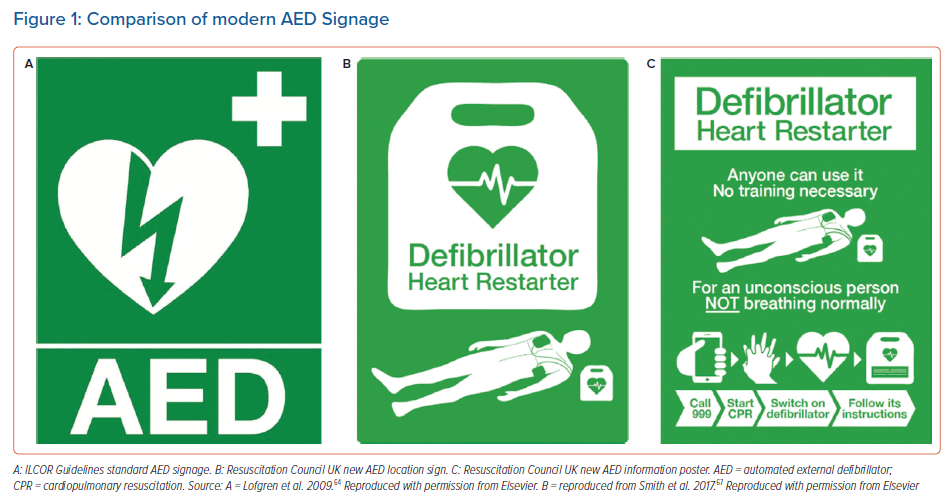 Figure 1: Comparison of modern AED Signage
A
AED
B
Defibrillator
Heart Restarter
C
Defibrillator
Heart Restarter
Anyone can use it
No training necessary
For an unconscious person
NOT breathing normally
Call
999
Start
CPR
Switch on
defibrillator
Follow its
instructions
A: ILCOR Guidelines standard AED signage. B: Resuscitation Council UK new AED location sign. C: Resuscitation Council UK new AED information poster. AED = automated external defibrillator;
CPR = cardiopulmonary resuscitation. Source: A = Lofgren et al. 2009.64 Reproduced with permission from Elsevier. B = reproduced from Smith et al. 2017.67 Reproduced with permission from Elsevier